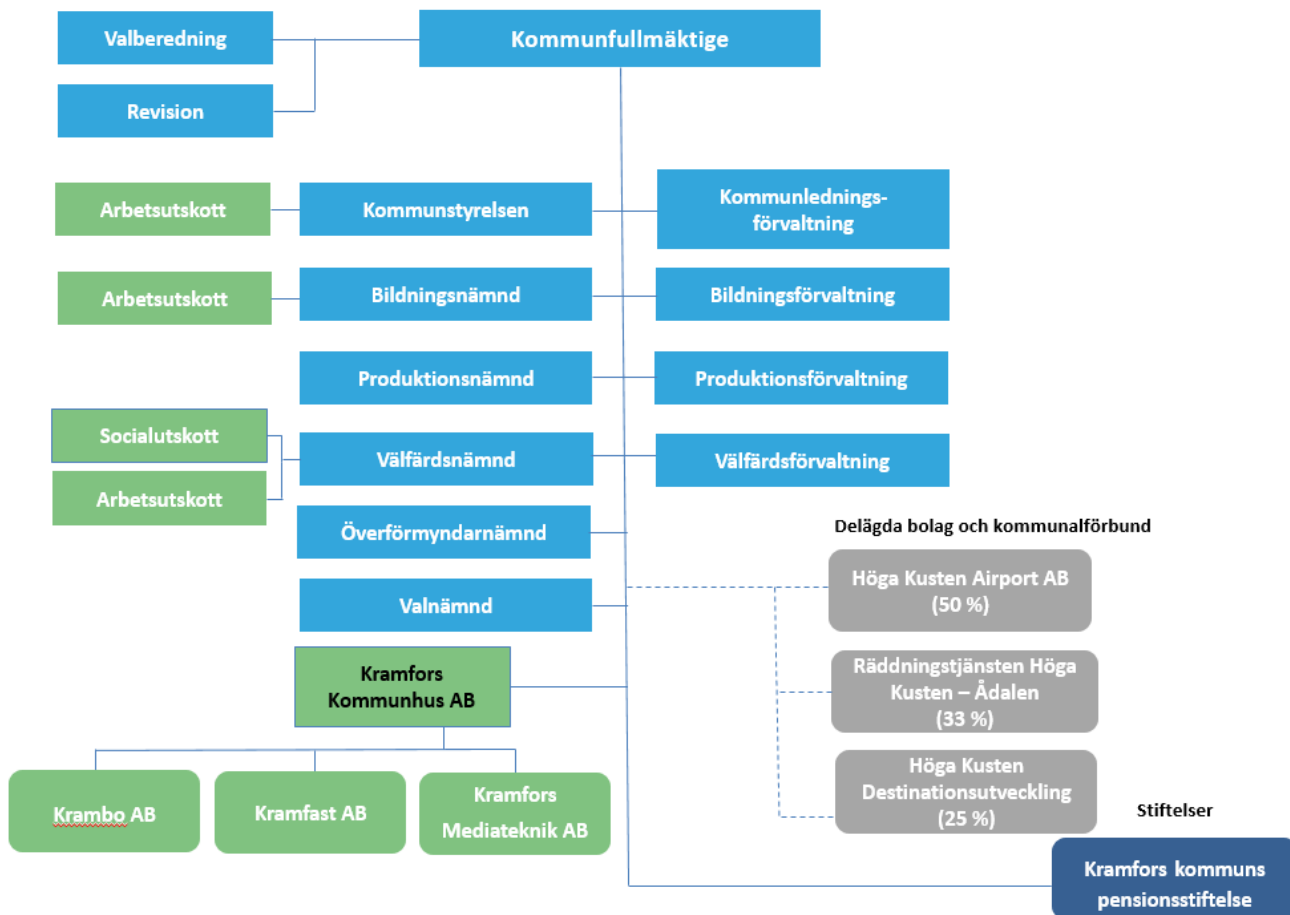 Valberedning
Kommunfullmäktige
Revision
Arbetsutskott
Kommunstyrelsen
Kommunlednings-
förvaltning
Arbetsutskott
Bildningsnämnd
Bildningsförvaltning
Produktionsnämnd
Produktionsförvaltning
Socialutskott
Arbetsutskott
Välfärdsnämnd
Välfärdsförvaltning
Överförmyndarnämnd
Valnämnd
Kramfors
Kommunhus AB
Krambo AB
Kramfast AB
Kramfors
Mediateknik AB
Delägda bolag och kommunalförbund
Höga Kusten Airport AB
(50 %)
Räddningstjänsten Höga
Kusten – Ådalen
(33 %)
Höga Kusten
Destinationsutveckling
(25 %)
Stiftelser
Kramfors kommuns
pensionsstiftelse